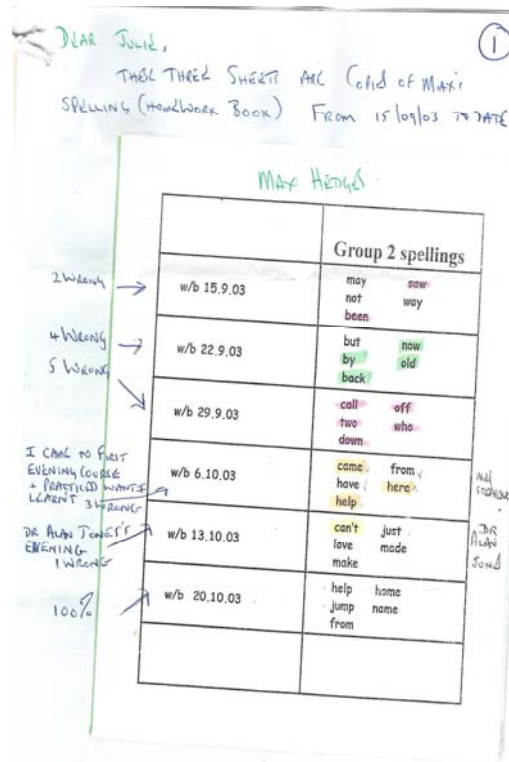 DEAR JULIE,
1
THESE THREE SHEETS ARE COPIES OF MAX'S
SPELLING (HOMEWORK BOOK) FROM 15/09/03 TO DATE
MAX HEDGES
Group 2 spellings
2 WRONG
w/b 15.9.03
may saw
not way
been
4 WRONG
w/b 22.9.03
but now
by old
back
5 WRONG
w/b 29.9.03
call off
two who
down
I CAME TO FIRST
EVENING COURSE
+ PRACTICED WHAT I
LEARNT 3 WRONG
w/b 6.10.03
came from
have here
help
DR ALAN JONES'S
EVENING
1 WRONG
w/b 13.10.03
can't just
love made
make
DR
ALAN
JONES
100%
w/b 20.10.03
help home
jump name
from